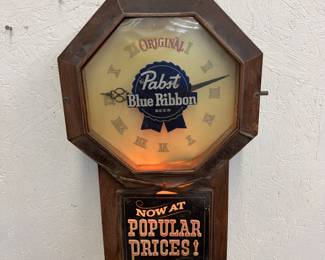 ORIGINAL
Pabst
Blue Ribbon
BEER
NOW AT
POPULAR
PRICES!